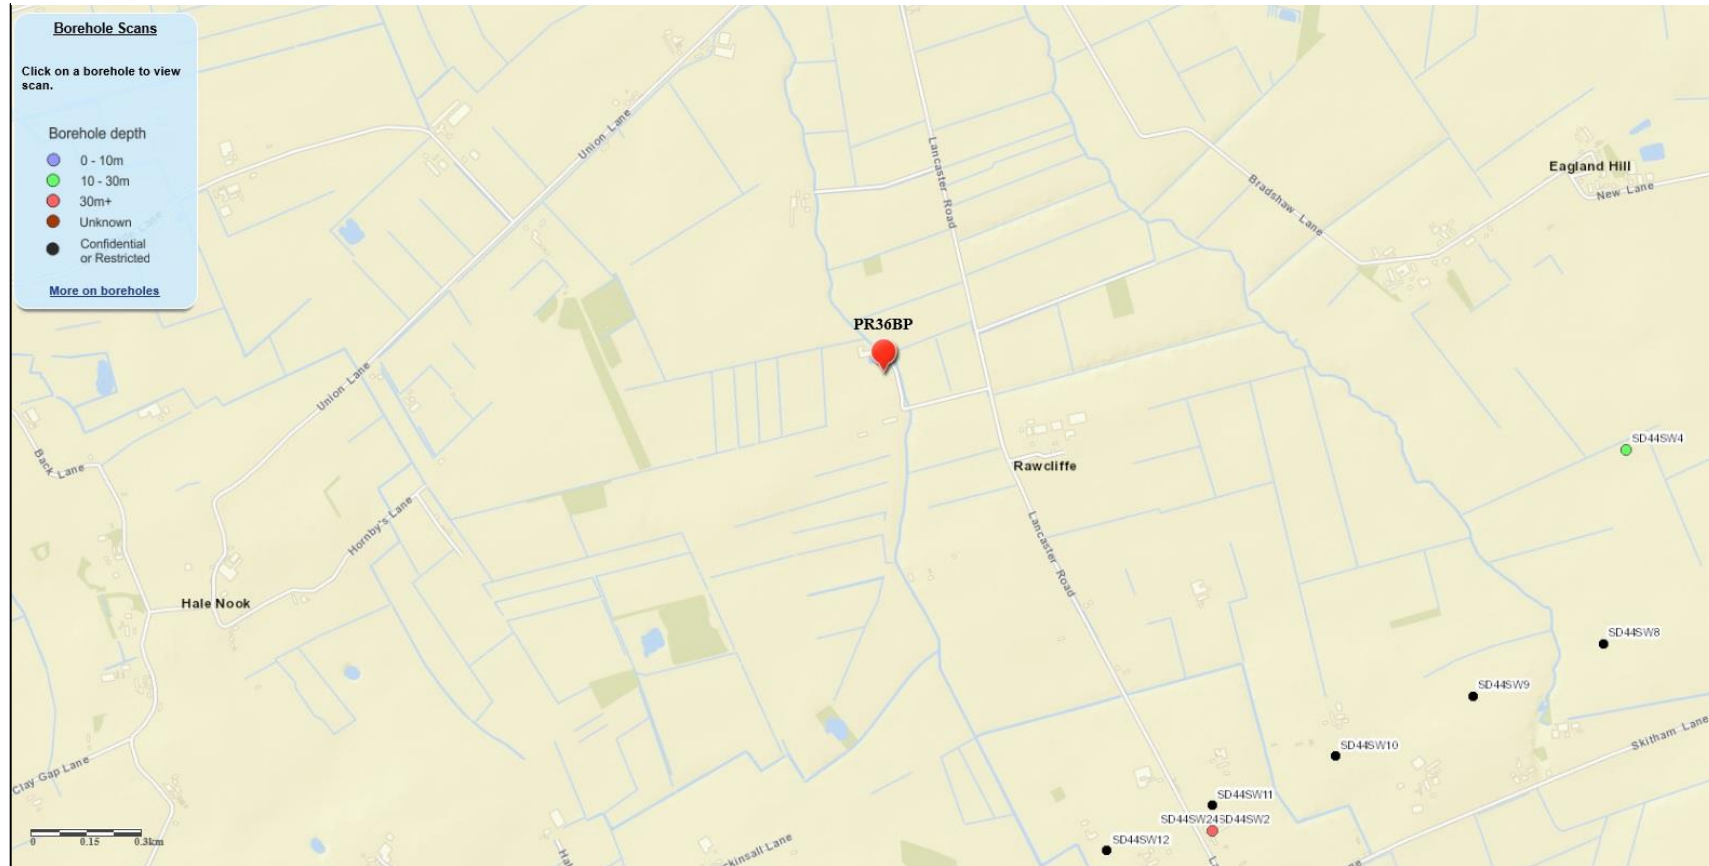 Borehole Scans
Click on a borehole to view
scan.
Borehole depth
0 - 10m
10 - 30m
30m+
Unknown
Confidential
or Restricted
More on boreholes
Union Lane
Lancaster Road
Bradshaw Lane
Eagland Hill
New Lane
PR36BP
Union Lane
Back Lane
Hornby's Lane
Rawcliffe
SD44SW4
Lancaster Road
Hale Nook
SD44SW8
SD44SW9
Skitham Lane
SD44SW10
Clay Gap Lane
SD44SW11
SD44SW24SD44SW2
SD44SW12
0 0.15 0.3km